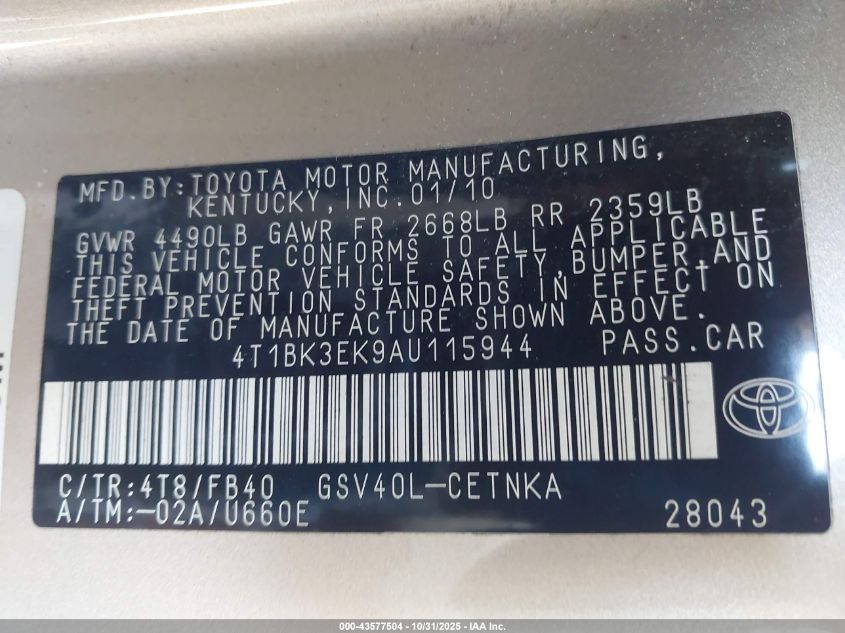 MFD.BY:TOYOTA MOTOR MANUFACTURING,
KENTUCKY,INC.01/10
GVWR 4490LB GAWR FR 2668LB RR 2359LB
THIS VEHICLE CONFORMS TO ALL APPLICABLE
FEDERAL MOTOR VEHICLE SAFETY,BUMPER,AND
THEFT PREVENTION STANDARDS IN EFFECT ON
THE DATE OF MANUFACTURE SHOWN ABOVE.
4T1BK3EK9AU115944 PASS.CAR
C/TR:4T8/FB40 GSV40L-CETNKA
A/TM:-02A/U660E 28043
000-43577504 • 10/31/2025 - IAA Inc.